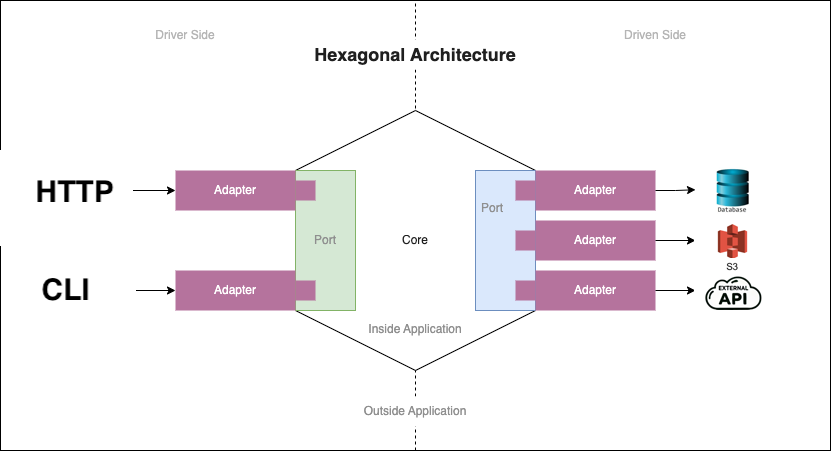 Driver Side
Driven Side
Hexagonal Architecture
HTTP
Adapter
Port
Port
Adapter
Database
Core
Adapter
S3
CLI
Adapter
Adapter
EXTERNAL
API
Inside Application
Outside Application